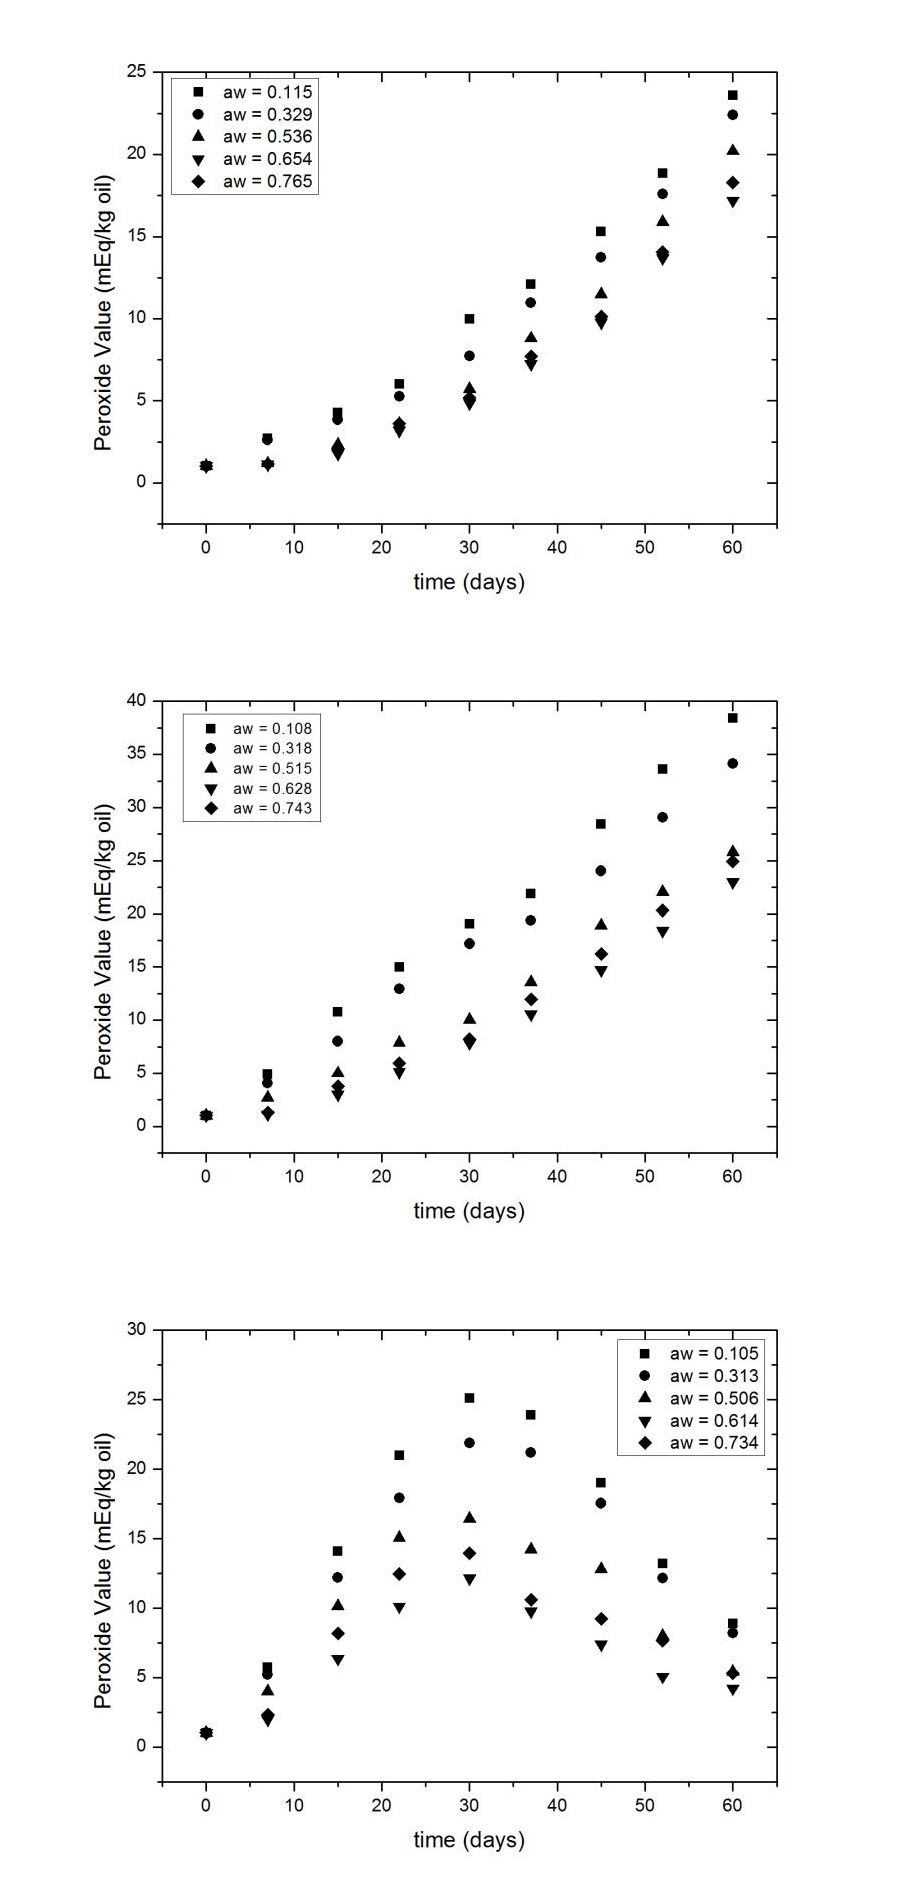 25
20
15
10
5
0
Peroxide Value (mEq/kg oil)
aw = 0.115
aw = 0.329
aw = 0.536
aw = 0.654
aw = 0.765
0 10 20 30 40 50 60
time (days)
40
35
30
25
20
15
10
5
0
Peroxide Value (mEq/kg oil)
aw = 0.108
aw = 0.318
aw = 0.515
aw = 0.628
aw = 0.743
0 10 20 30 40 50 60
time (days)
30
25
20
15
10
5
0
Peroxide Value (mEq/kg oil)
aw = 0.105
aw = 0.313
aw = 0.506
aw = 0.614
aw = 0.734
0 10 20 30 40 50 60
time (days)